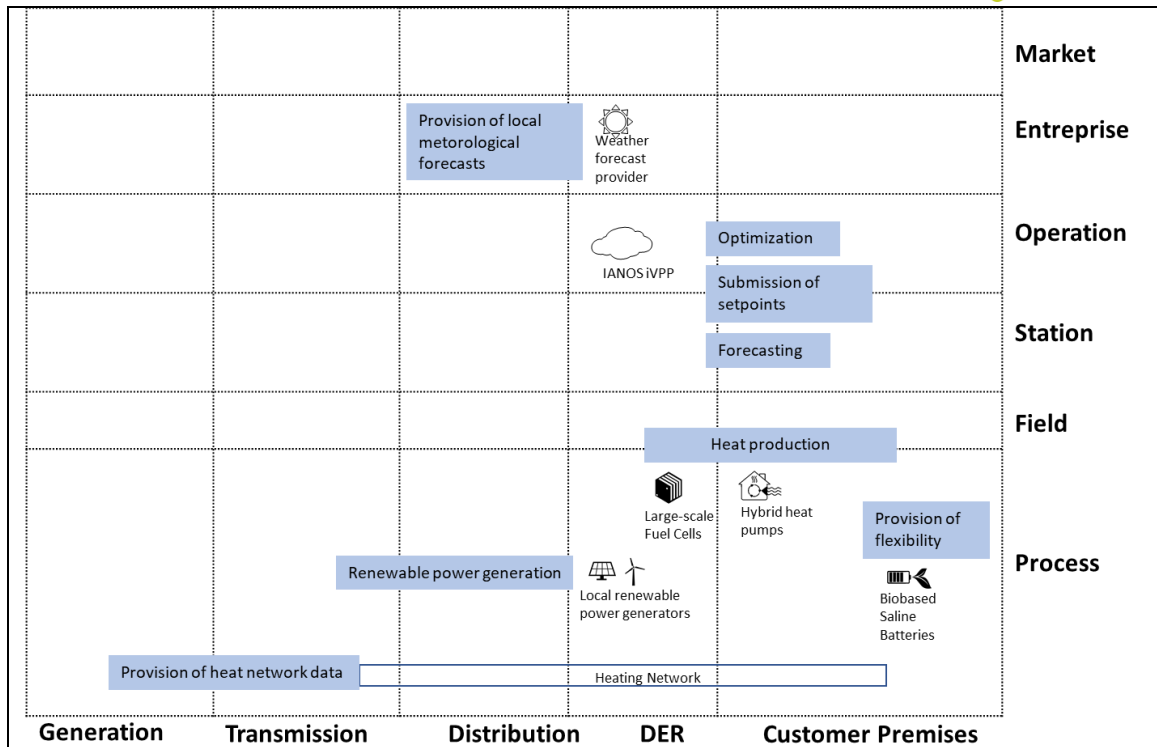 Market
Provision of local
metorological
forecasts
Weather
forecast
provider
Entreprise
Optimization
IANOS iVPP
Operation
Submission of
setpoints
Forecasting
Station
Heat production
Field
Large-scale
Fuel Cells
Hybrid heat
pumps
Provision of
flexibility
Renewable power generation
Local renewable
power generators
Biobased
Saline
Batteries
Process
Provision of heat network data
Heating Network
Generation
Transmission
Distribution
DER
Customer Premises